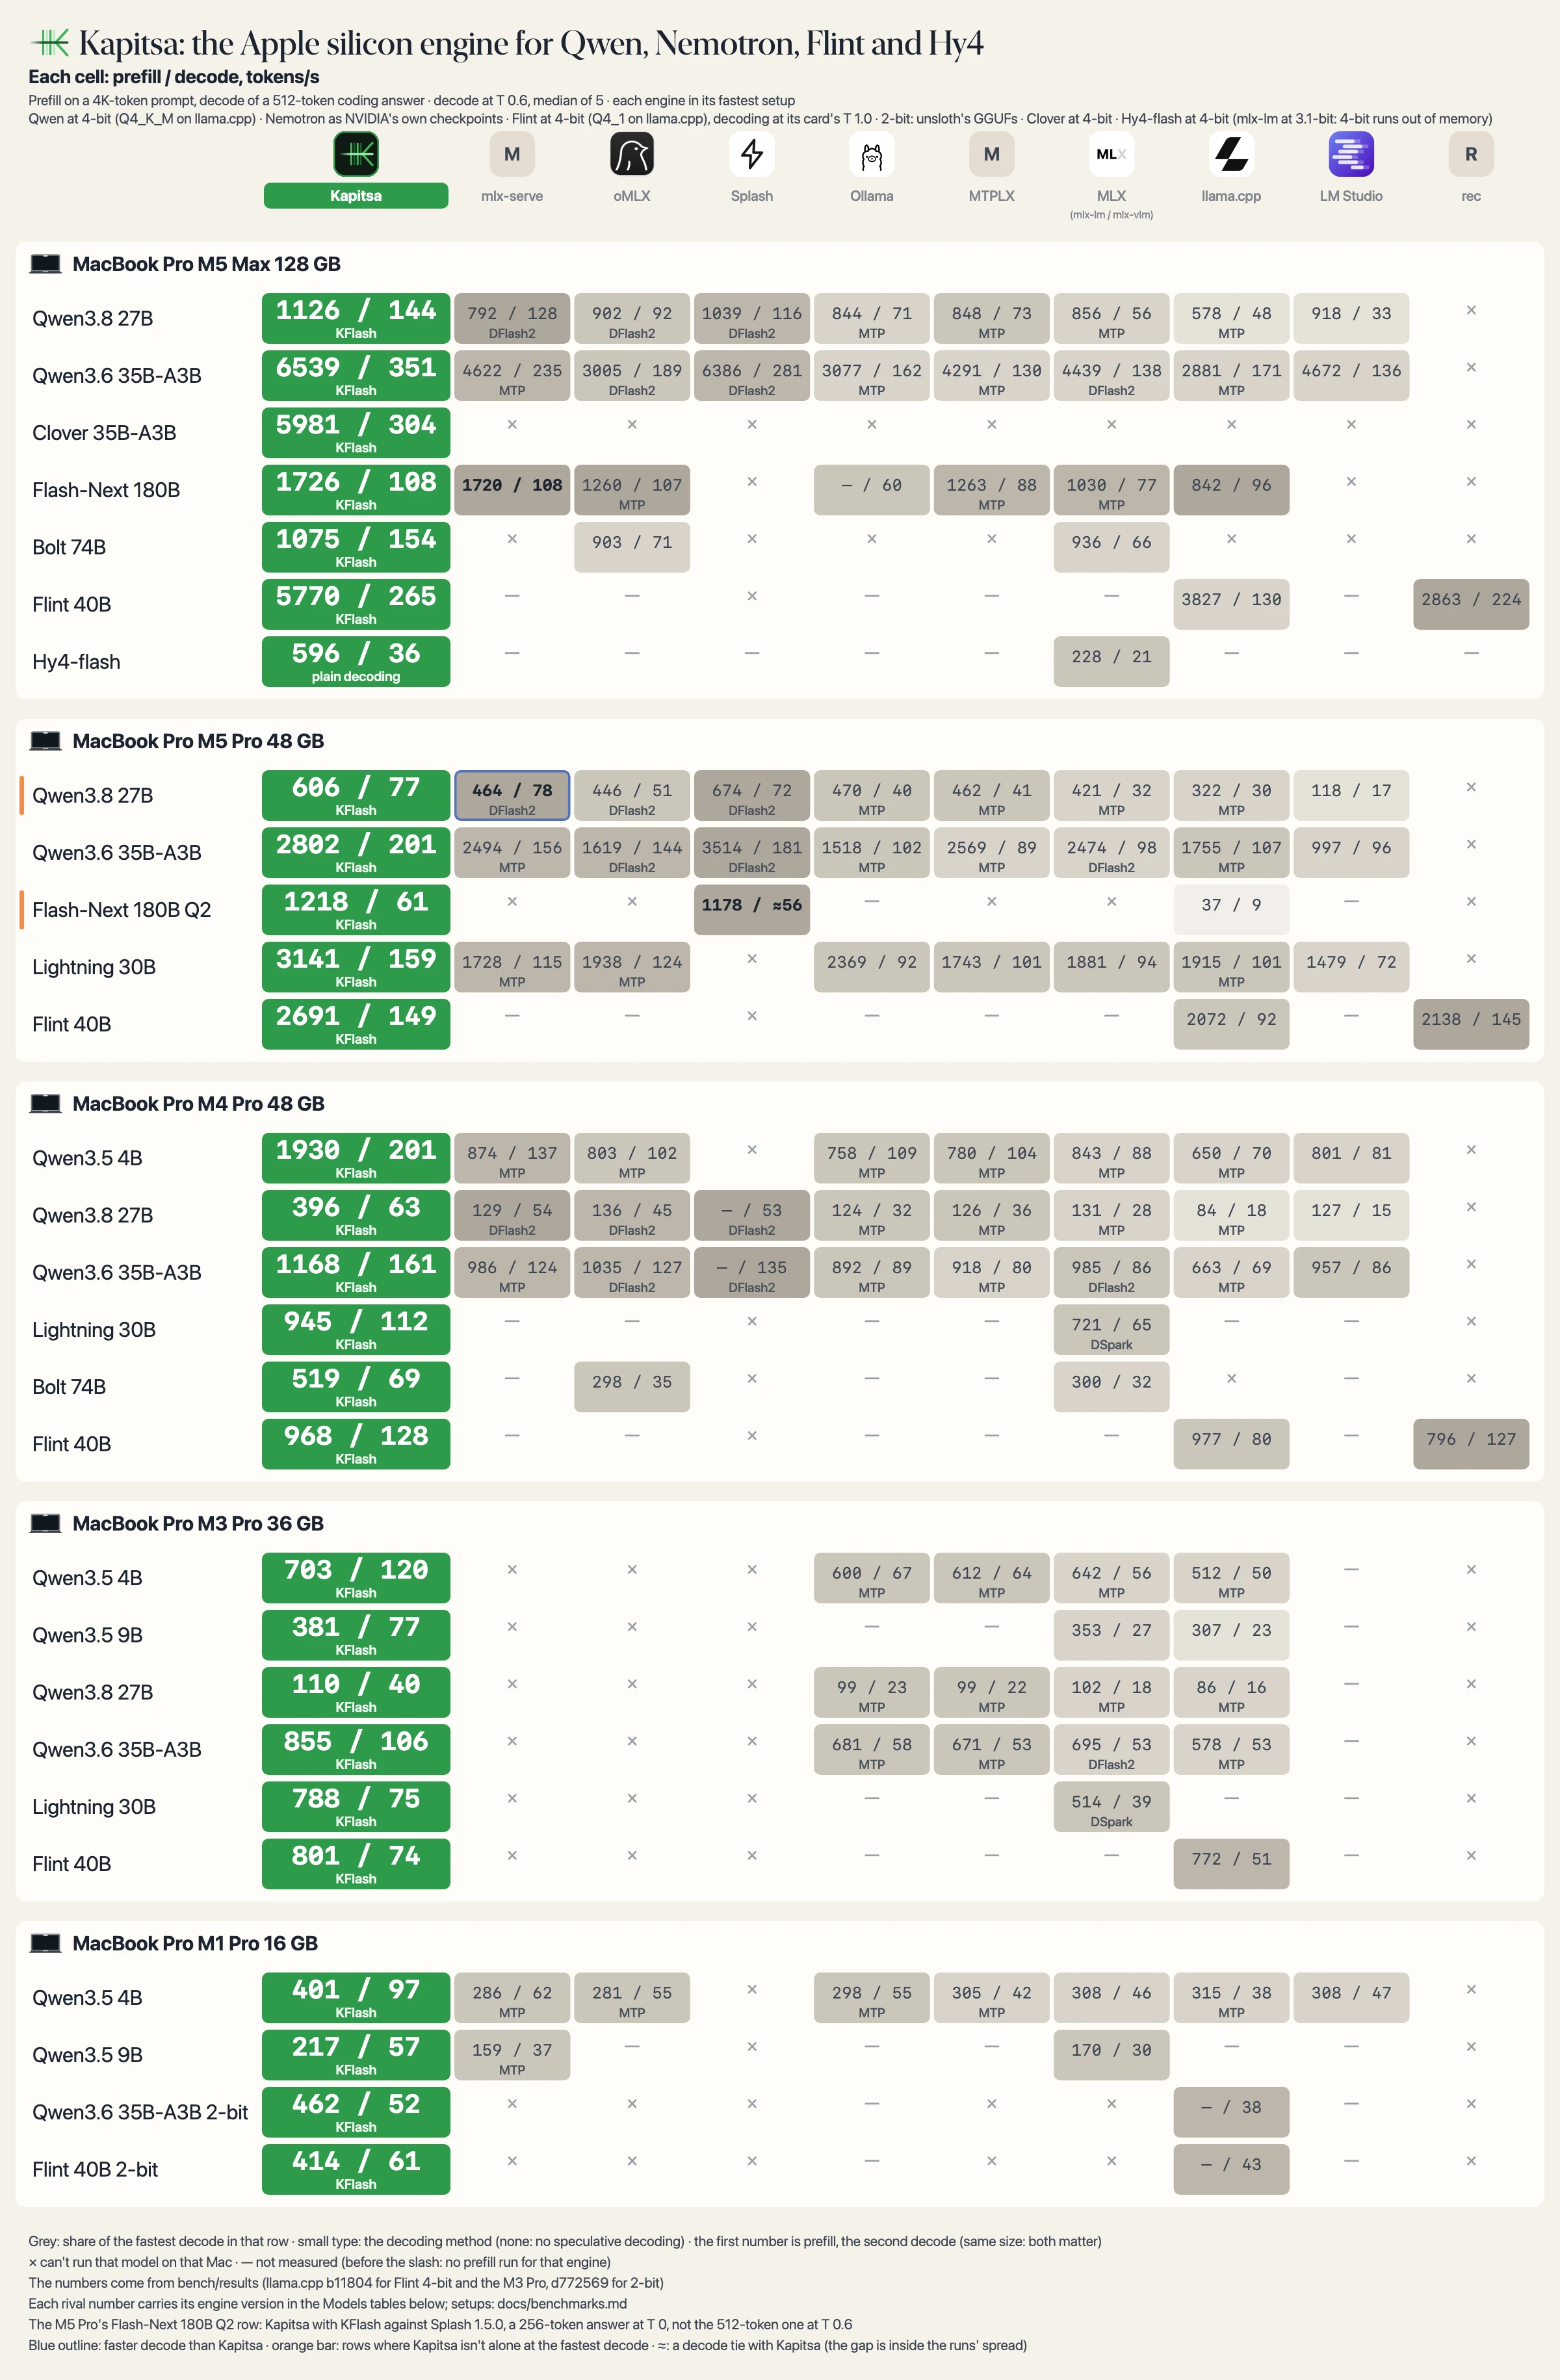 Kapitsa: the Apple silicon engine for Qwen, Nemotron, Flint and Hy4
Each cell: prefill / decode, tokens/s
Prefill on a 4K-token prompt, decode of a 512-token coding answer · decode at T 0.6, median of 5 · each engine in its fastest setup
Qwen at 4-bit (Q4_K_M on llama.cpp) · Nemotron as NVIDIA's own checkpoints · Flint at 4-bit (Q4_1 on llama.cpp), decoding at its card's T 1.0 · 2-bit: unsloth's GGUFs · Clover at 4-bit · Hy4-flash at 4-bit (mlx-lm at 3.1-bit: 4-bit runs out of memory)
M M MLX R
Kapitsa mlx-serve oMLX Splash Ollama MTPLX MLX llama.cpp LM Studio rec
(mlx-lm / mlx-vlm)
MacBook Pro M5 Max 128 GB
Qwen3.8 27B 1126 / 144 792 / 128 902 / 92 1039 / 116 844 / 71 848 / 73 856 / 56 578 / 48 918 / 33 ×
KFlash DFlash2 DFlash2 DFlash2 MTP MTP MTP MTP
Qwen3.6 35B-A3B 6539 / 351 4622 / 235 3005 / 189 6386 / 281 3077 / 162 4291 / 130 4439 / 138 2881 / 171 4672 / 136 ×
KFlash MTP DFlash2 DFlash2 MTP MTP DFlash2 MTP
Clover 35B-A3B 5981 / 304 × × × × × × × × ×
KFlash
Flash-Next 180B 1726 / 108 1720 / 108 1260 / 107 × — / 60 1263 / 88 1030 / 77 842 / 96 × ×
KFlash MTP MTP MTP
Bolt 74B 1075 / 154 × 903 / 71 × × × 936 / 66 × × ×
KFlash
Flint 40B 5770 / 265 — — × — — — 3827 / 130 — 2863 / 224
KFlash
Hy4-flash 596 / 36 — — — — — 228 / 21 — — —
plain decoding
MacBook Pro M5 Pro 48 GB
Qwen3.8 27B 606 / 77 464 / 78 446 / 51 674 / 72 470 / 40 462 / 41 421 / 32 322 / 30 118 / 17 ×
KFlash DFlash2 DFlash2 DFlash2 MTP MTP MTP MTP
Qwen3.6 35B-A3B 2802 / 201 2494 / 156 1619 / 144 3514 / 181 1518 / 102 2569 / 89 2474 / 98 1755 / 107 997 / 96 ×
KFlash MTP DFlash2 DFlash2 MTP MTP DFlash2 MTP
Flash-Next 180B Q2 1218 / 61 × × 1178 / ≈56 — × × 37 / 9 — ×
KFlash
Lightning 30B 3141 / 159 1728 / 115 1938 / 124 × 2369 / 92 1743 / 101 1881 / 94 1915 / 101 1479 / 72 ×
KFlash MTP MTP MTP
Flint 40B 2691 / 149 — — × — — — 2072 / 92 — 2138 / 145
KFlash
MacBook Pro M4 Pro 48 GB
Qwen3.5 4B 1930 / 201 874 / 137 803 / 102 × 758 / 109 780 / 104 843 / 88 650 / 70 801 / 81 ×
KFlash MTP MTP MTP MTP MTP MTP
Qwen3.8 27B 396 / 63 129 / 54 136 / 45 — / 53 124 / 32 126 / 36 131 / 28 84 / 18 127 / 15 ×
KFlash DFlash2 DFlash2 DFlash2 MTP MTP MTP MTP
Qwen3.6 35B-A3B 1168 / 161 986 / 124 1035 / 127 — / 135 892 / 89 918 / 80 985 / 86 663 / 69 957 / 86 ×
KFlash MTP DFlash2 DFlash2 MTP MTP DFlash2 MTP
Lightning 30B 945 / 112 — — × — — 721 / 65 — — ×
KFlash DSpark
Bolt 74B 519 / 69 — 298 / 35 × — — 300 / 32 × — ×
KFlash
Flint 40B 968 / 128 — — × — — — 977 / 80 — 796 / 127
KFlash
MacBook Pro M3 Pro 36 GB
Qwen3.5 4B 703 / 120 × × × 600 / 67 612 / 64 642 / 56 512 / 50 — ×
KFlash MTP MTP MTP MTP
Qwen3.5 9B 381 / 77 × × × — — 353 / 27 307 / 23 — ×
KFlash
Qwen3.8 27B 110 / 40 × × × 99 / 23 99 / 22 102 / 18 86 / 16 — ×
KFlash MTP MTP MTP MTP
Qwen3.6 35B-A3B 855 / 106 × × × 681 / 58 671 / 53 695 / 53 578 / 53 — ×
KFlash MTP MTP DFlash2 MTP
Lightning 30B 788 / 75 × × × — — 514 / 39 — — ×
KFlash DSpark
Flint 40B 801 / 74 × × × — — — 772 / 51 — ×
KFlash
MacBook Pro M1 Pro 16 GB
Qwen3.5 4B 401 / 97 286 / 62 281 / 55 × 298 / 55 305 / 42 308 / 46 315 / 38 308 / 47 ×
KFlash MTP MTP MTP MTP MTP
Qwen3.5 9B 217 / 57 159 / 37 — × — — 170 / 30 — — ×
KFlash MTP
Qwen3.6 35B-A3B 2-bit 462 / 52 × × × — × × — / 38 — ×
KFlash
Flint 40B 2-bit 414 / 61 × × × — × × — / 43 — ×
KFlash
Grey: share of the fastest decode in that row · small type: the decoding method (none: no speculative decoding) · the first number is prefill, the second decode (same size: both matter)
× can't run that model on that Mac · — not measured (before the slash: no prefill run for that engine)
The numbers come from bench/results (llama.cpp b11804 for Flint 4-bit and the M3 Pro, d772569 for 2-bit)
Each rival number carries its engine version in the Models tables below; setups: docs/benchmarks.md
The M5 Pro's Flash-Next 180B Q2 row: Kapitsa with KFlash against Splash 1.5.0, a 256-token answer at T 0, not the 512-token one at T 0.6
Blue outline: faster decode than Kapitsa · orange bar: rows where Kapitsa isn't alone at the fastest decode · ≈: a decode tie with Kapitsa (the gap is inside the runs' spread)